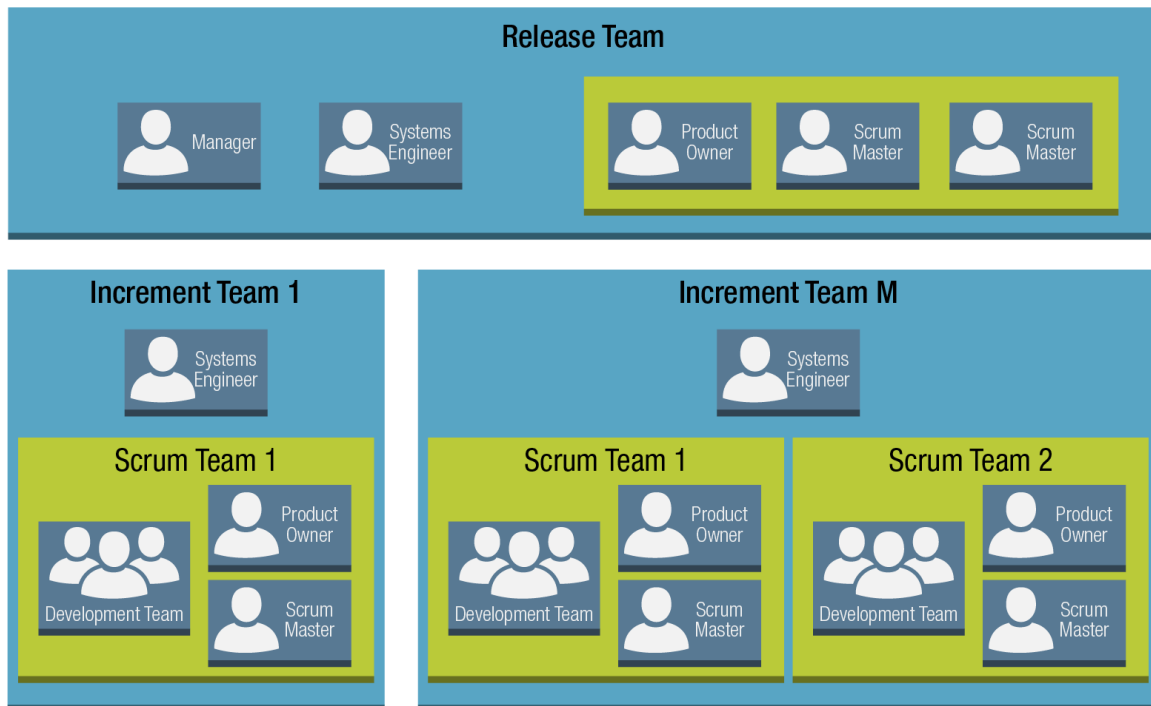 Release Team
Manager
Systems
Engineer
Product
Owner
Scrum
Master
Scrum
Master
Increment Team 1
Systems
Engineer
Scrum Team 1
Development Team
Product
Owner
Scrum
Master
Increment Team M
Systems
Engineer
Scrum Team 1
Development Team
Product
Owner
Scrum
Master
Scrum Team 2
Development Team
Product
Owner
Scrum
Master